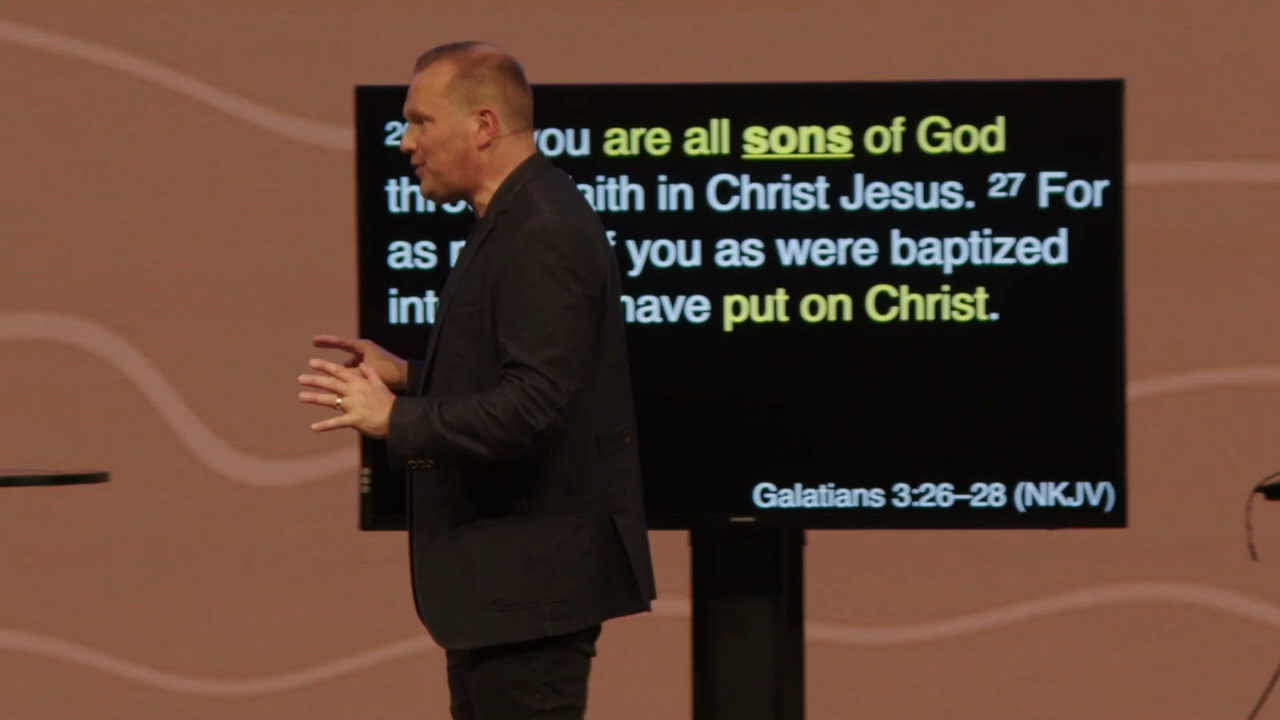 you are all sons of God
in Christ Jesus. 27 For
as you as were baptized
have put on Christ.
Galatians 3:26–28 (NKJV)